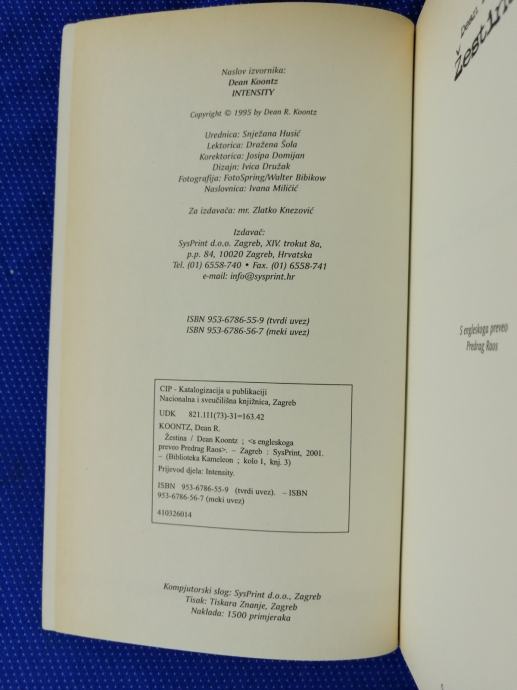 Naslov izvornika:
Dean Koontz
INTENSITY
Copyright © 1995 by Dean R. Koontz
Urednica: Snježana Husić
Lektorica: Dražena Šola
Korektorica: Josipa Domijan
Dizajn: Ivica Družak
Fotografija: FotoSpring/Walter Bibikow
Naslovnica: Ivana Miličić
Za izdavača: mr. Zlatko Knezović
Izdavač:
SysPrint d.o.o. Zagreb, XIV. trokut 8a,
p.p. 84, 10020 Zagreb, Hrvatska
Tel. (01) 6558-740 • Fax. (01) 6558-741
e-mail: info@sysprint.hr
ISBN 953-6786-55-9 (tvrdi uvez)
ISBN 953-6786-56-7 (meki uvez)
CIP - Katalogizacija u publikaciji
Nacionalna i sveučilišna knjižnica, Zagreb
UDK 821.111(73)-31=163.42
KOONTZ, Dean R.
Žestina / Dean Koontz ; <s engleskoga
preveo Predrag Raos>. – Zagreb : SysPrint, 2001.
– (Biblioteka Kameleon ; kolo 1, knj. 3)
Prijevod djela: Intensity.
ISBN 953-6786-55-9 (tvrdi uvez). – ISBN
953-6786-56-7 (meki uvez)
410326014
Kompjutorski slog: SysPrint d.o.o., Zagreb
Tisak: Tiskara Znanje, Zagreb
Naklada: 1500 primjeraka
Dean
Žestin
S engleskoga preveo
Predrag Raos